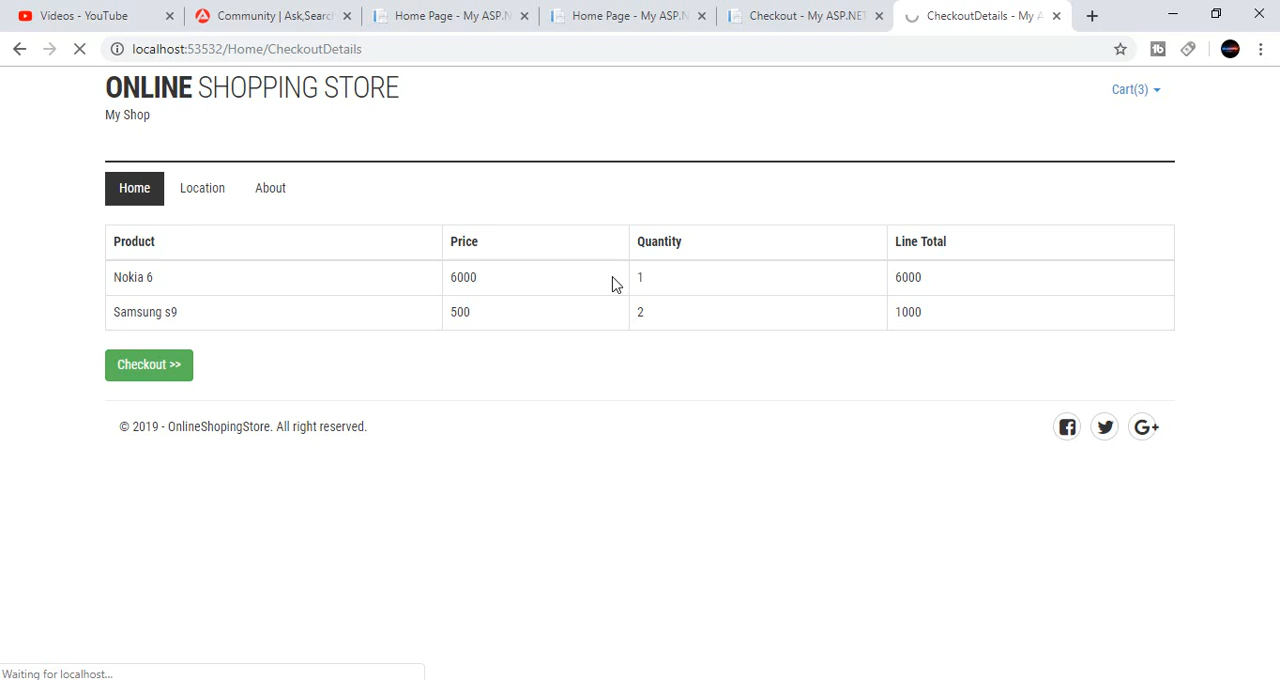 Videos - YouTube
Community | Ask,Searc
Home Page - My ASP.N
Home Page - My ASP.N
Checkout - My ASP.NET
CheckoutDetails - My A
localhost:53532/Home/CheckoutDetails
ONLINE SHOPPING STORE
Cart(3)
My Shop
Home Location About
Product Price Quantity Line Total
Nokia 6 6000 1 6000
Samsung s9 500 2 1000
Checkout >>
© 2019 - OnlineShopingStore. All right reserved.
G+
Waiting for localhost...